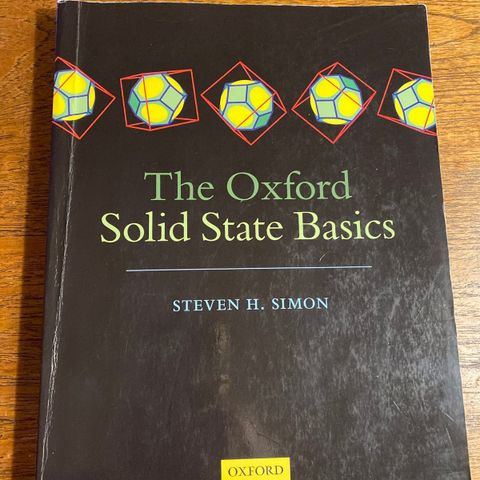 The Oxford
Solid State Basics
STEVEN H. SIMON
OXFORD